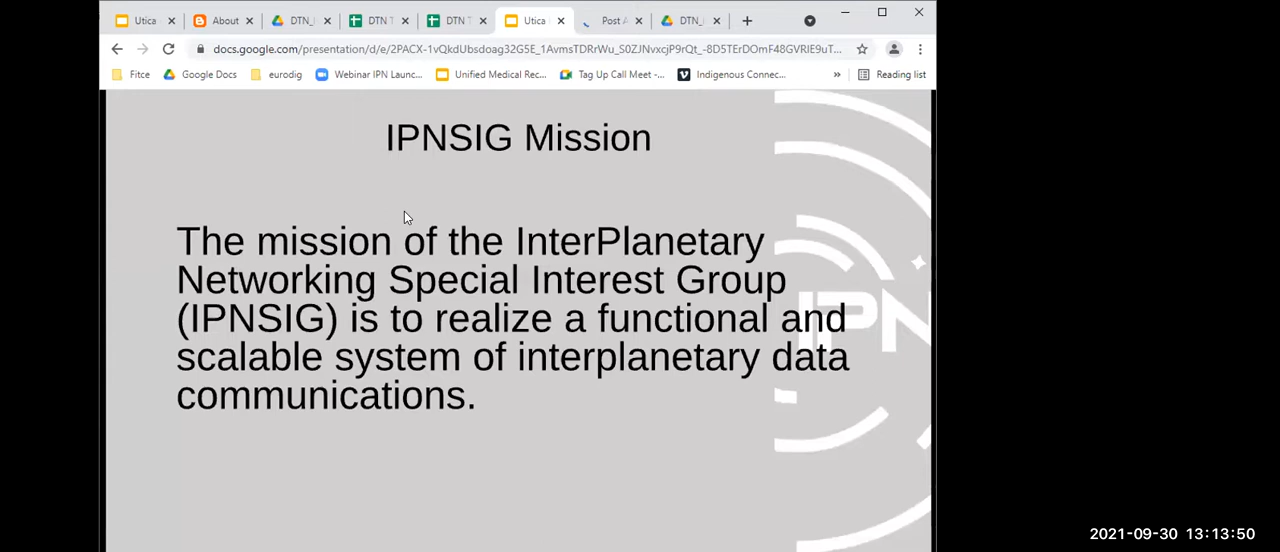 Utica
About
DTN_
DTN T
DTN T
Utica
Post A
DTN_
docs.google.com/presentation/d/e/2PACX-1vQkdUbsdoag32G5E_1AvmsTDRrWu_S0ZJNvxcjP9rQt_-8D5TErDOmF48GVRIE9uT...
Fitce
Google Docs
eurodig
Webinar IPN Launc...
Unified Medical Rec...
Tag Up Call Meet -...
Indigenous Connec...
»
Reading list
IPNSIG Mission
The mission of the InterPlanetary
Networking Special Interest Group
(IPNSIG) is to realize a functional and
scalable system of interplanetary data
communications.
IPN
2021-09-30 13:13:50